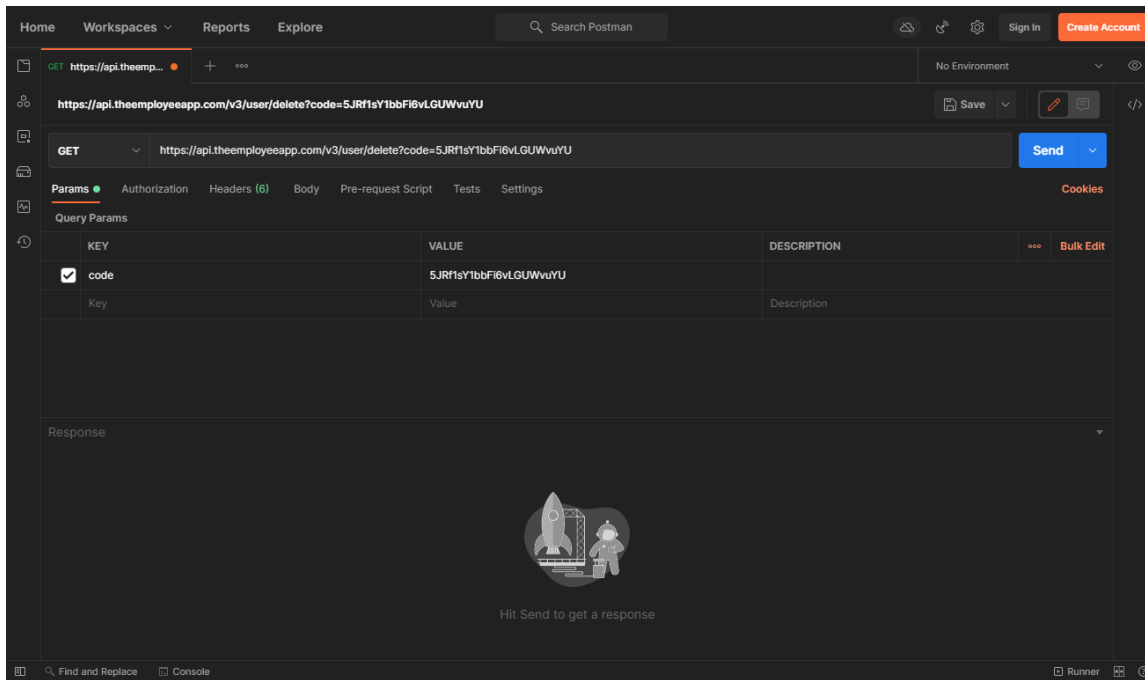 Home Workspaces Reports Explore Search Postman Sign In Create Account
GET https://api.theemp... No Environment
https://api.theemployeeapp.com/v3/user/delete?code=5JRf1sY1bbFi6vLGUWvuYU Save </>
GET https://api.theemployeeapp.com/v3/user/delete?code=5JRf1sY1bbFi6vLGUWvuYU Send
Params Authorization Headers (6) Body Pre-request Script Tests Settings Cookies
Query Params
KEY VALUE DESCRIPTION Bulk Edit
code 5JRf1sY1bbFi6vLGUWvuYU
Key Value Description
Response
Hit Send to get a response
Find and Replace Console Runner